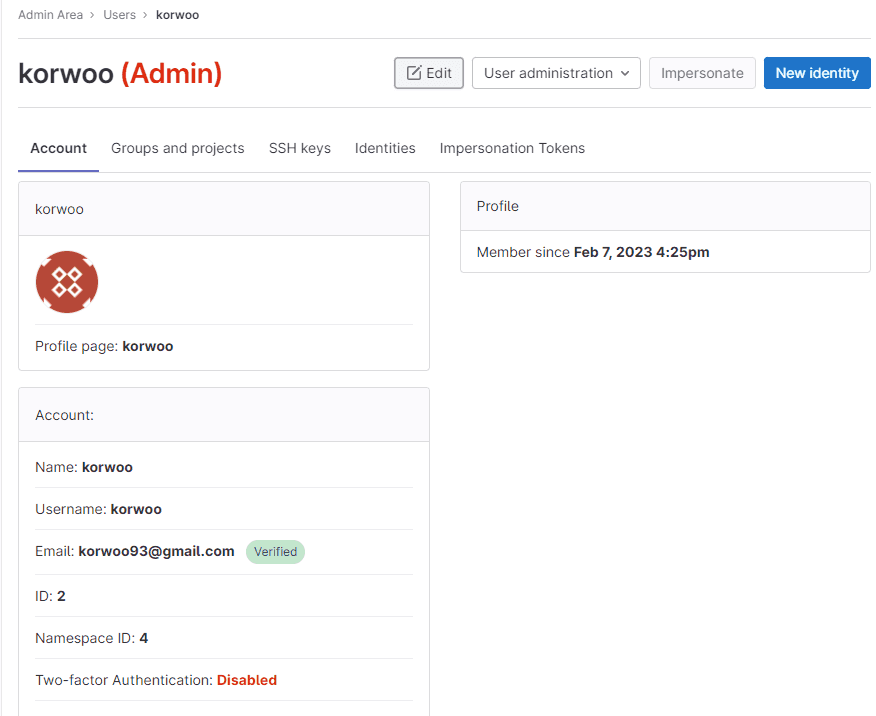 Admin Area > Users > korwoo
korwoo (Admin)
Edit
User administration
Impersonate
New identity
Account
Groups and projects
SSH keys
Identities
Impersonation Tokens
korwoo
Profile page: korwoo
Profile
Member since Feb 7, 2023 4:25pm
Account:
Name: korwoo
Username: korwoo
Email: korwoo93@gmail.com Verified
ID: 2
Namespace ID: 4
Two-factor Authentication: Disabled